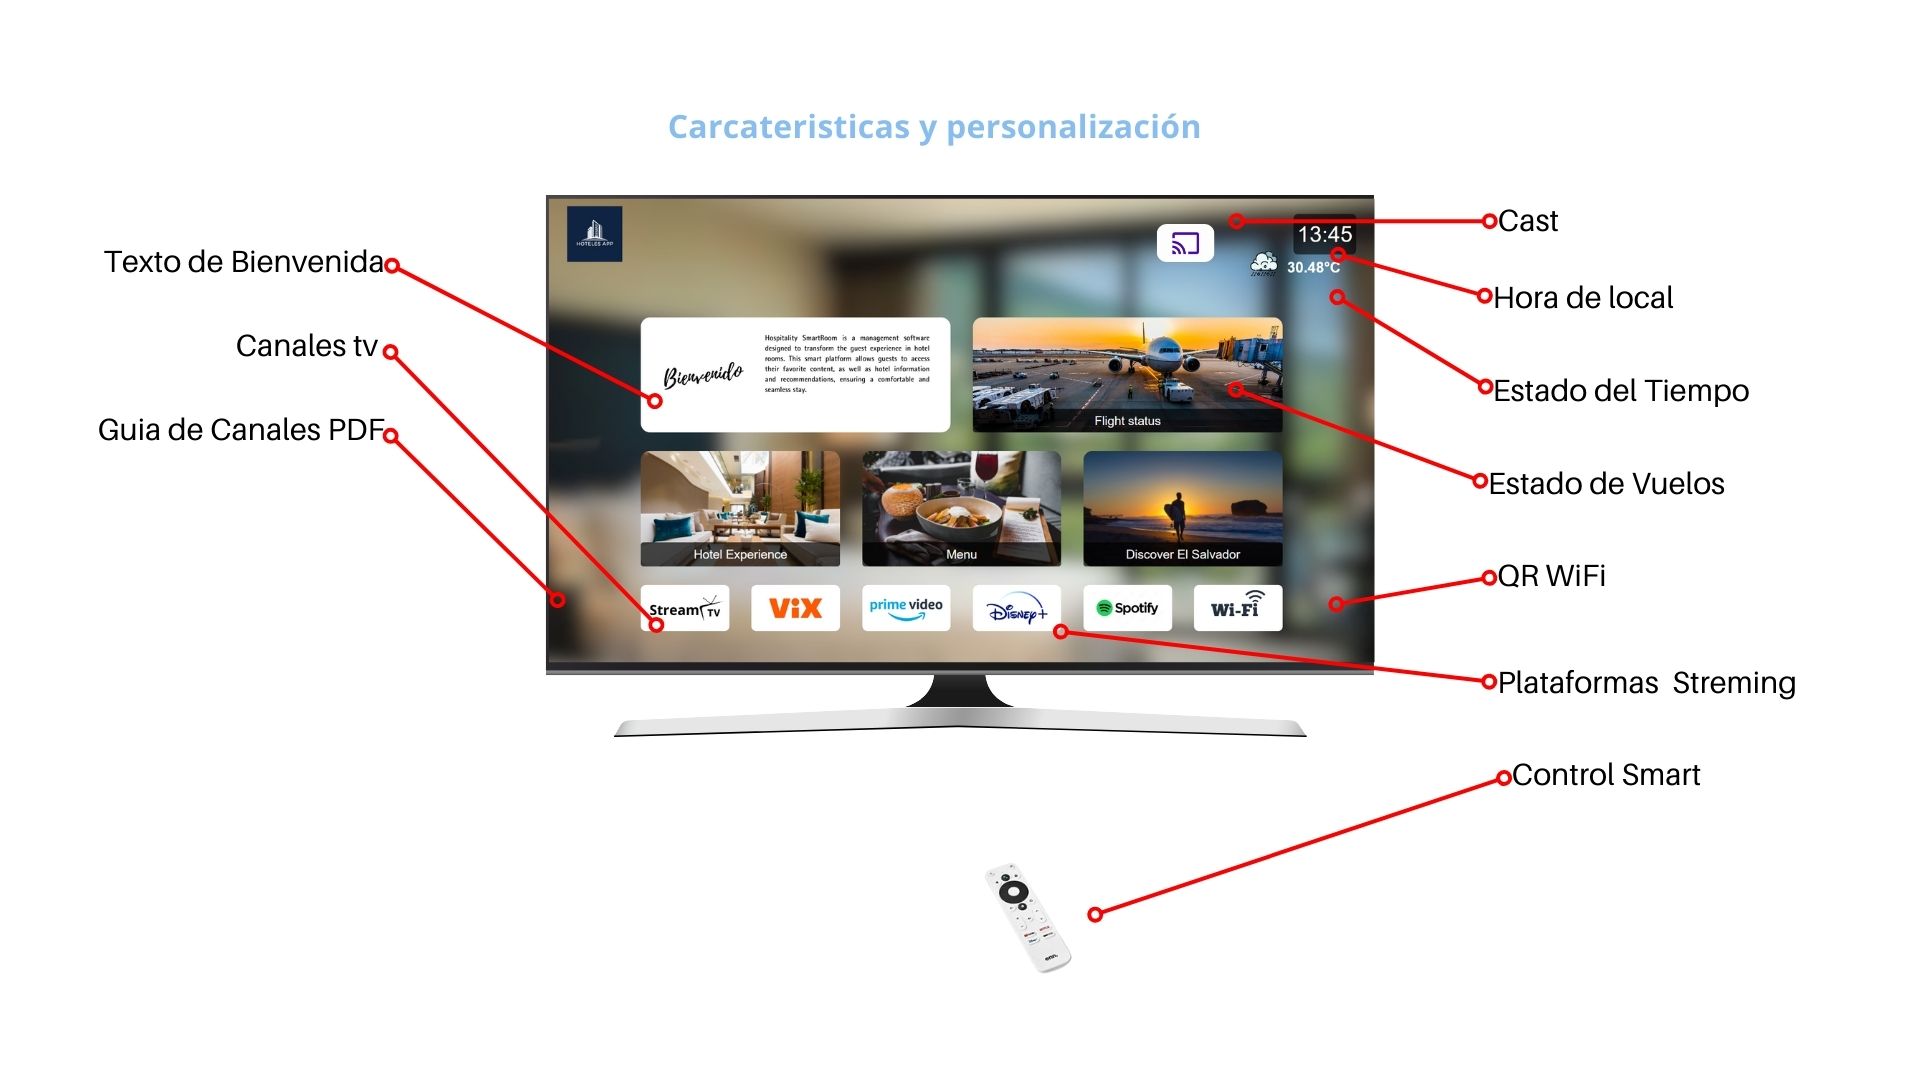 Carcateristicas y personalización
Texto de Bienvenida
Canales tv
Guia de Canales PDF
HOTELES APP
13:45
30.48°C
Bienvenido
Hospitality SmartRoom is a management software
designed to transform the guest experience in hotel
rooms. This smart platform allows guests to access
their favorite content, as well as hotel information
and recommendations, ensuring a comfortable and
seamless stay.
Flight status
Hotel Experience
Menu
Discover El Salvador
Stream TV
ViX
prime video
Disney+
Spotify
Wi-Fi
Cast
Hora de local
Estado del Tiempo
Estado de Vuelos
QR WiFi
Plataformas  Streming
Control Smart